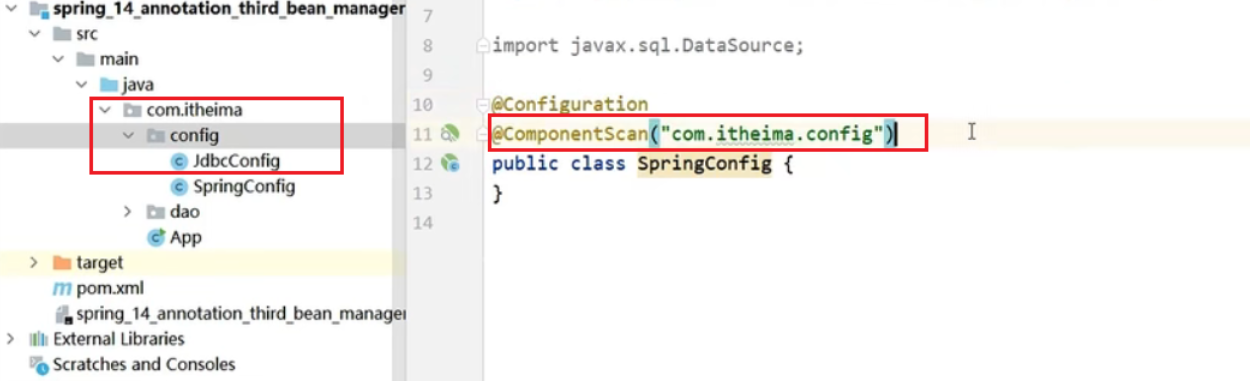 spring_14_annotation_third_bean_manager
src
main
java
com.itheima
config
JdbcConfig
SpringConfig
dao
App
target
pom.xml
spring_14_annotation_third_bean_manager
External Libraries
Scratches and Consoles
7
8 import javax.sql.DataSource;
9
10 @Configuration
11 @ComponentScan("com.itheima.config")
12 public class SpringConfig {
13 }
14